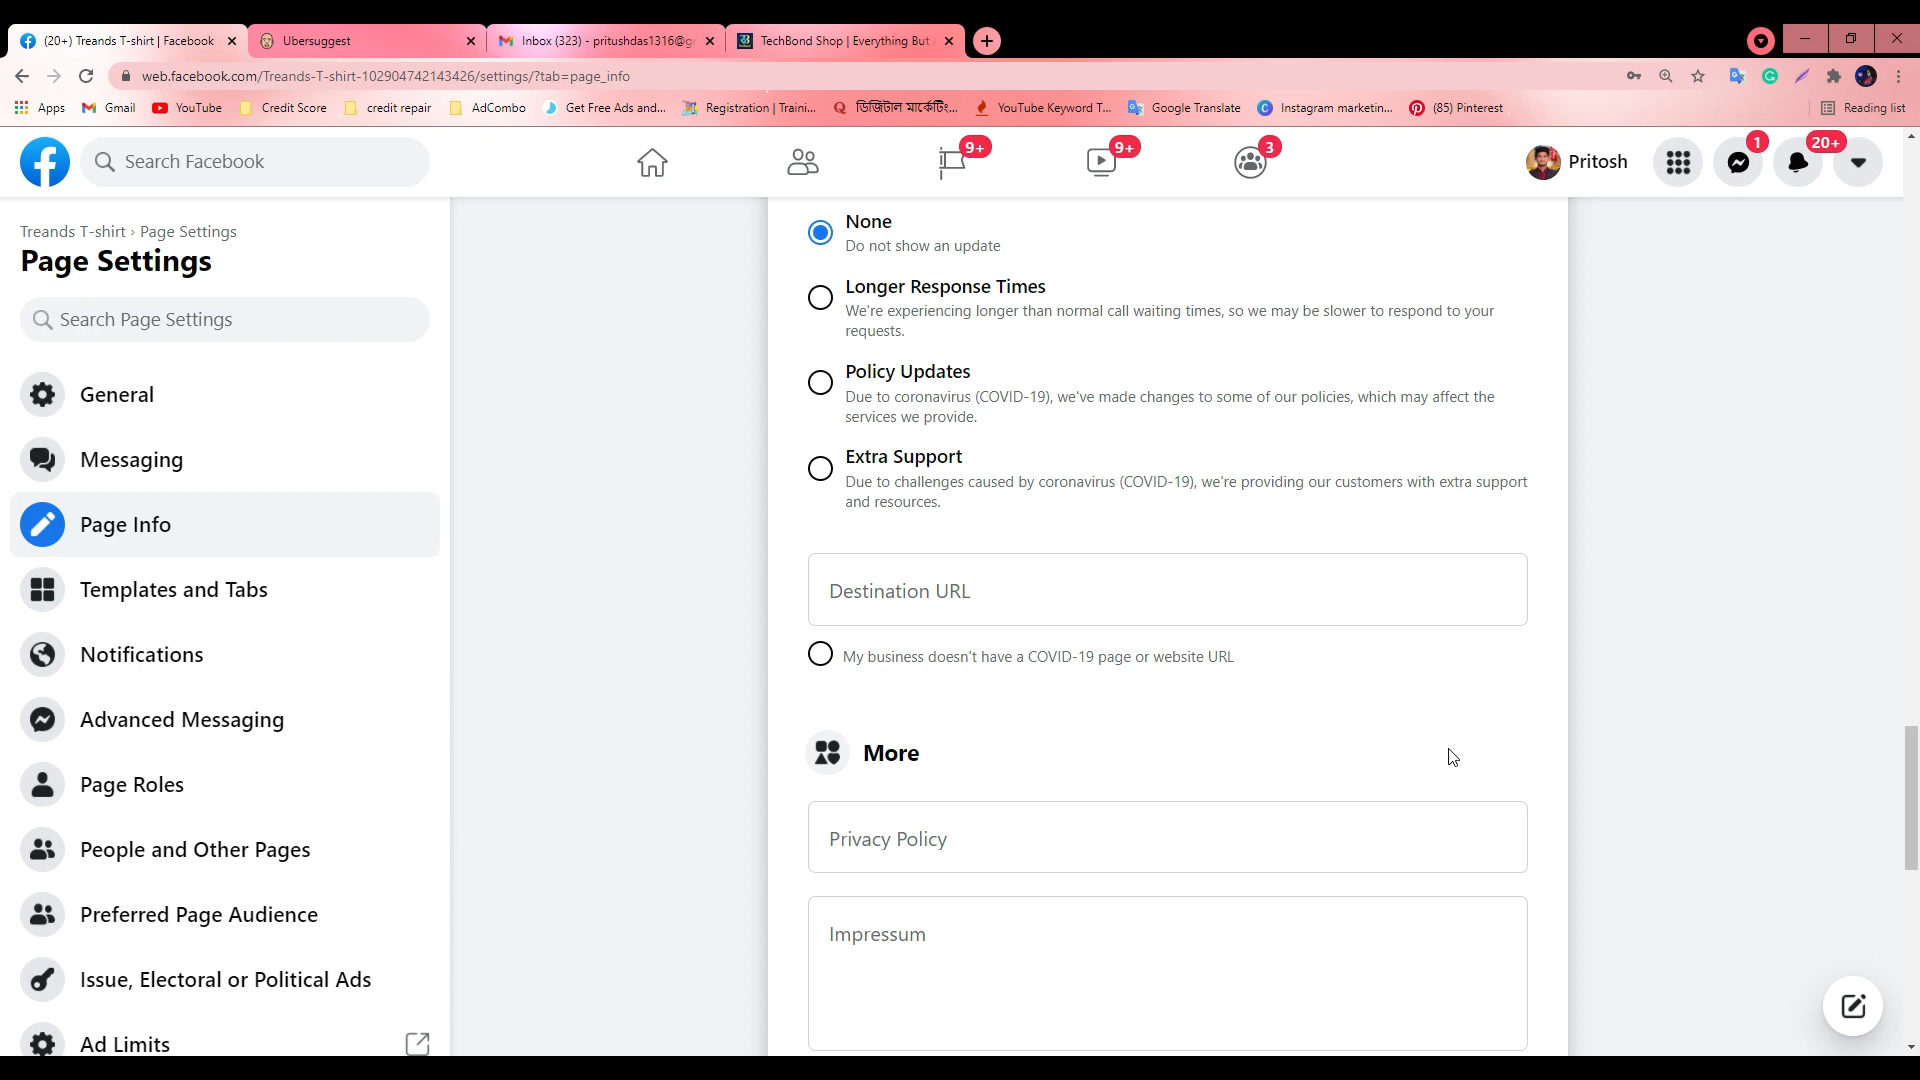 (20+) Treands T-shirt | Facebook
Ubersuggest
Inbox (323) - pritushdas1316@g
TechBond Shop | Everything But
web.facebook.com/Treands-T-shirt-102904742143426/settings/?tab=page_info
Apps
Gmail
YouTube
Credit Score
credit repair
AdCombo
Get Free Ads and...
Registration | Traini...
ডিজিটাল মার্কেটিং...
YouTube Keyword T...
Google Translate
Instagram marketin...
(85) Pinterest
Reading list
Search Facebook
9+
9+
3
Pritosh
1
20+
Treands T-shirt › Page Settings
Page Settings
Search Page Settings
General
Messaging
Page Info
Templates and Tabs
Notifications
Advanced Messaging
Page Roles
People and Other Pages
Preferred Page Audience
Issue, Electoral or Political Ads
Ad Limits
None
Do not show an update
Longer Response Times
We're experiencing longer than normal call waiting times, so we may be slower to respond to your
requests.
Policy Updates
Due to coronavirus (COVID-19), we've made changes to some of our policies, which may affect the
services we provide.
Extra Support
Due to challenges caused by coronavirus (COVID-19), we're providing our customers with extra support
and resources.
Destination URL
My business doesn't have a COVID-19 page or website URL
More
Privacy Policy
Impressum